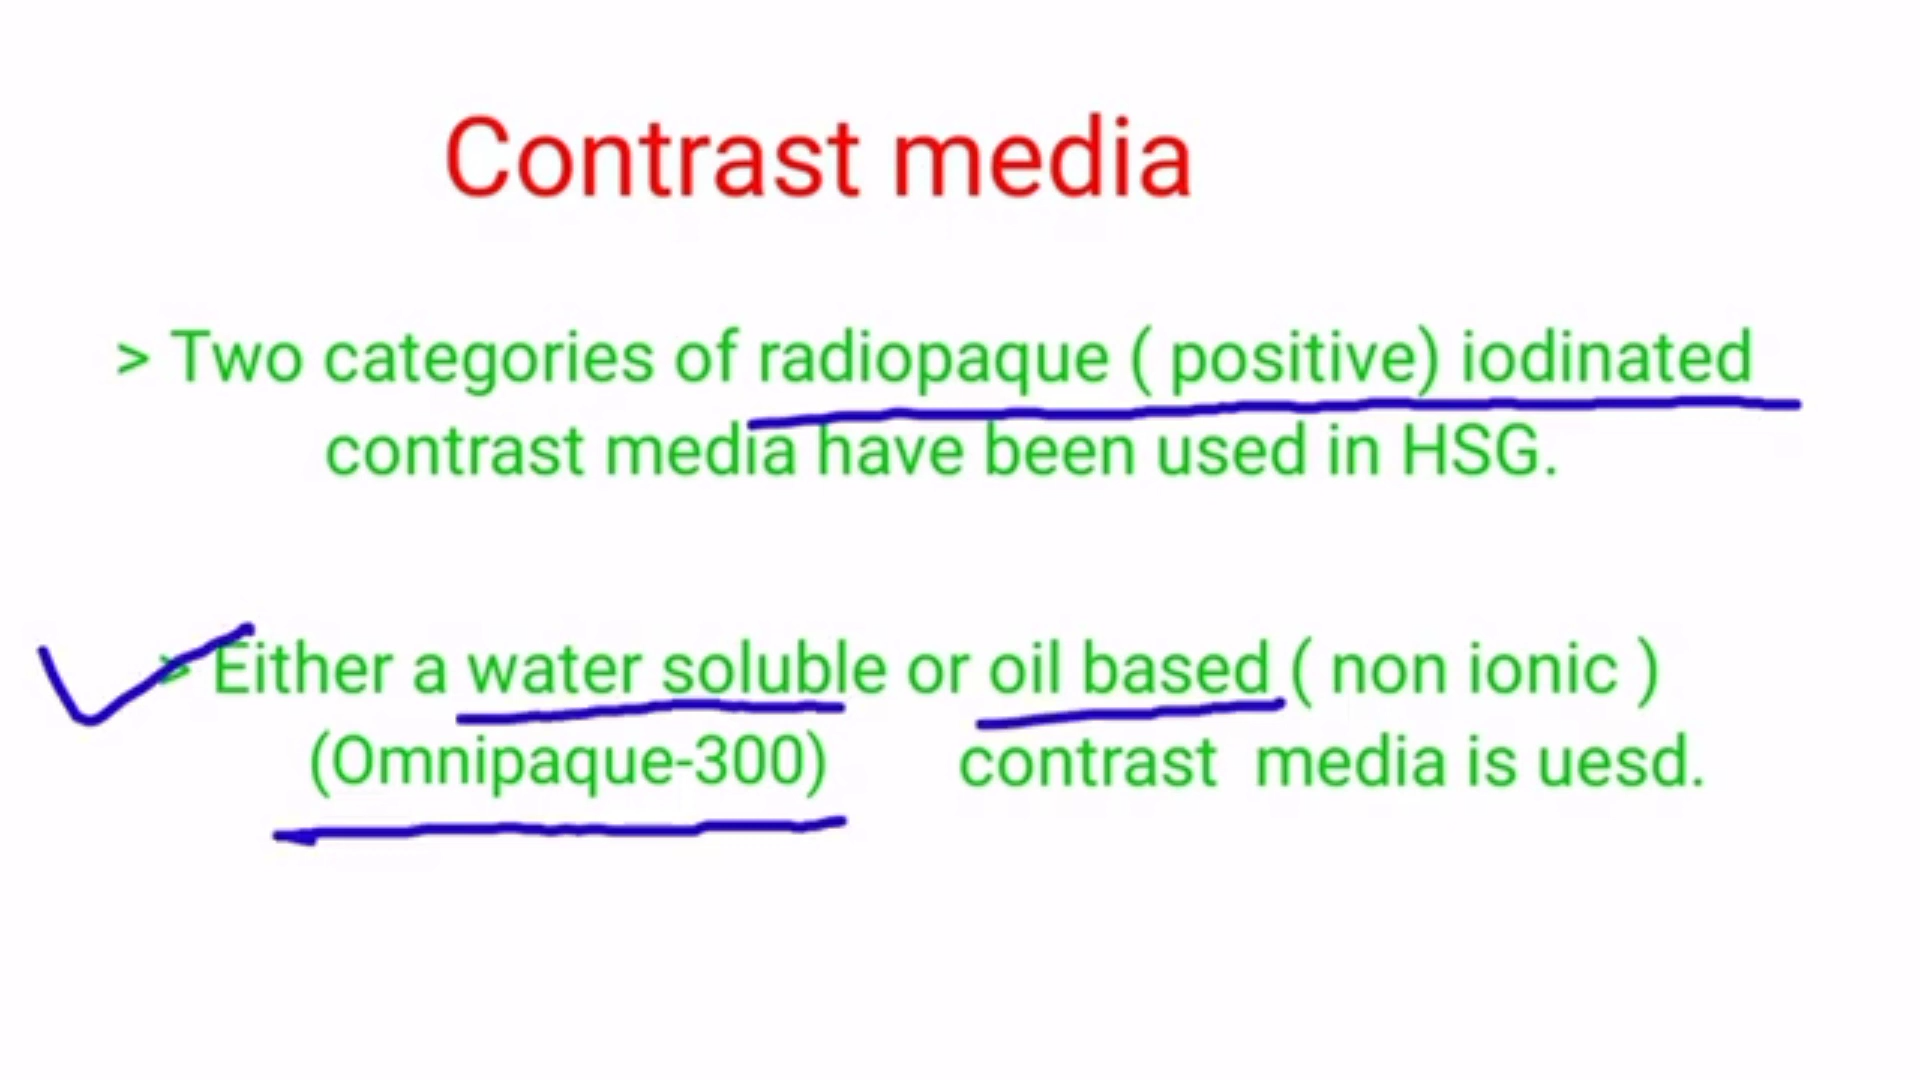 Contrast media
> Two categories of radiopaque ( positive) iodinated
contrast media have been used in HSG.
> Either a water soluble or oil based ( non ionic )
(Omnipaque-300) contrast media is uesd.